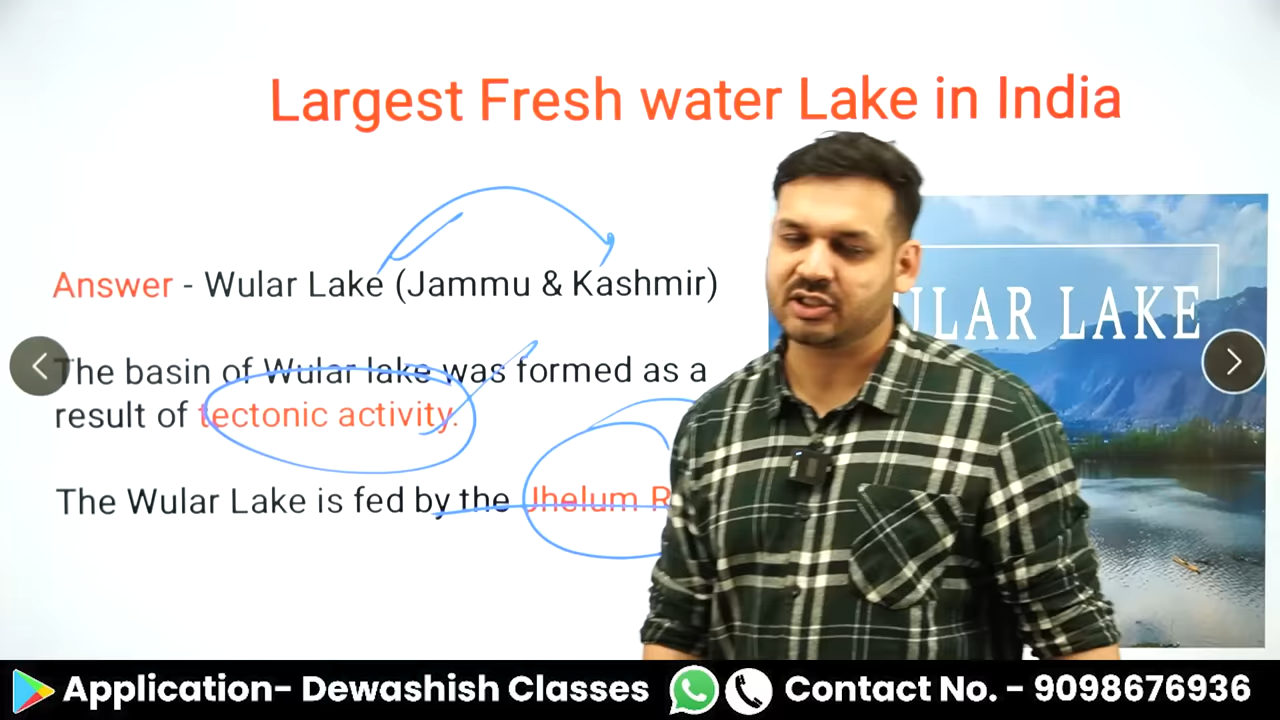 Largest Fresh water Lake in India
Answer - Wular Lake (Jammu & Kashmir)
The basin of Wular lake was formed as a
result of tectonic activity.
The Wular Lake is fed by the Jhelum R
ULAR LAKE
Application- Dewashish Classes Contact No. - 9098676936